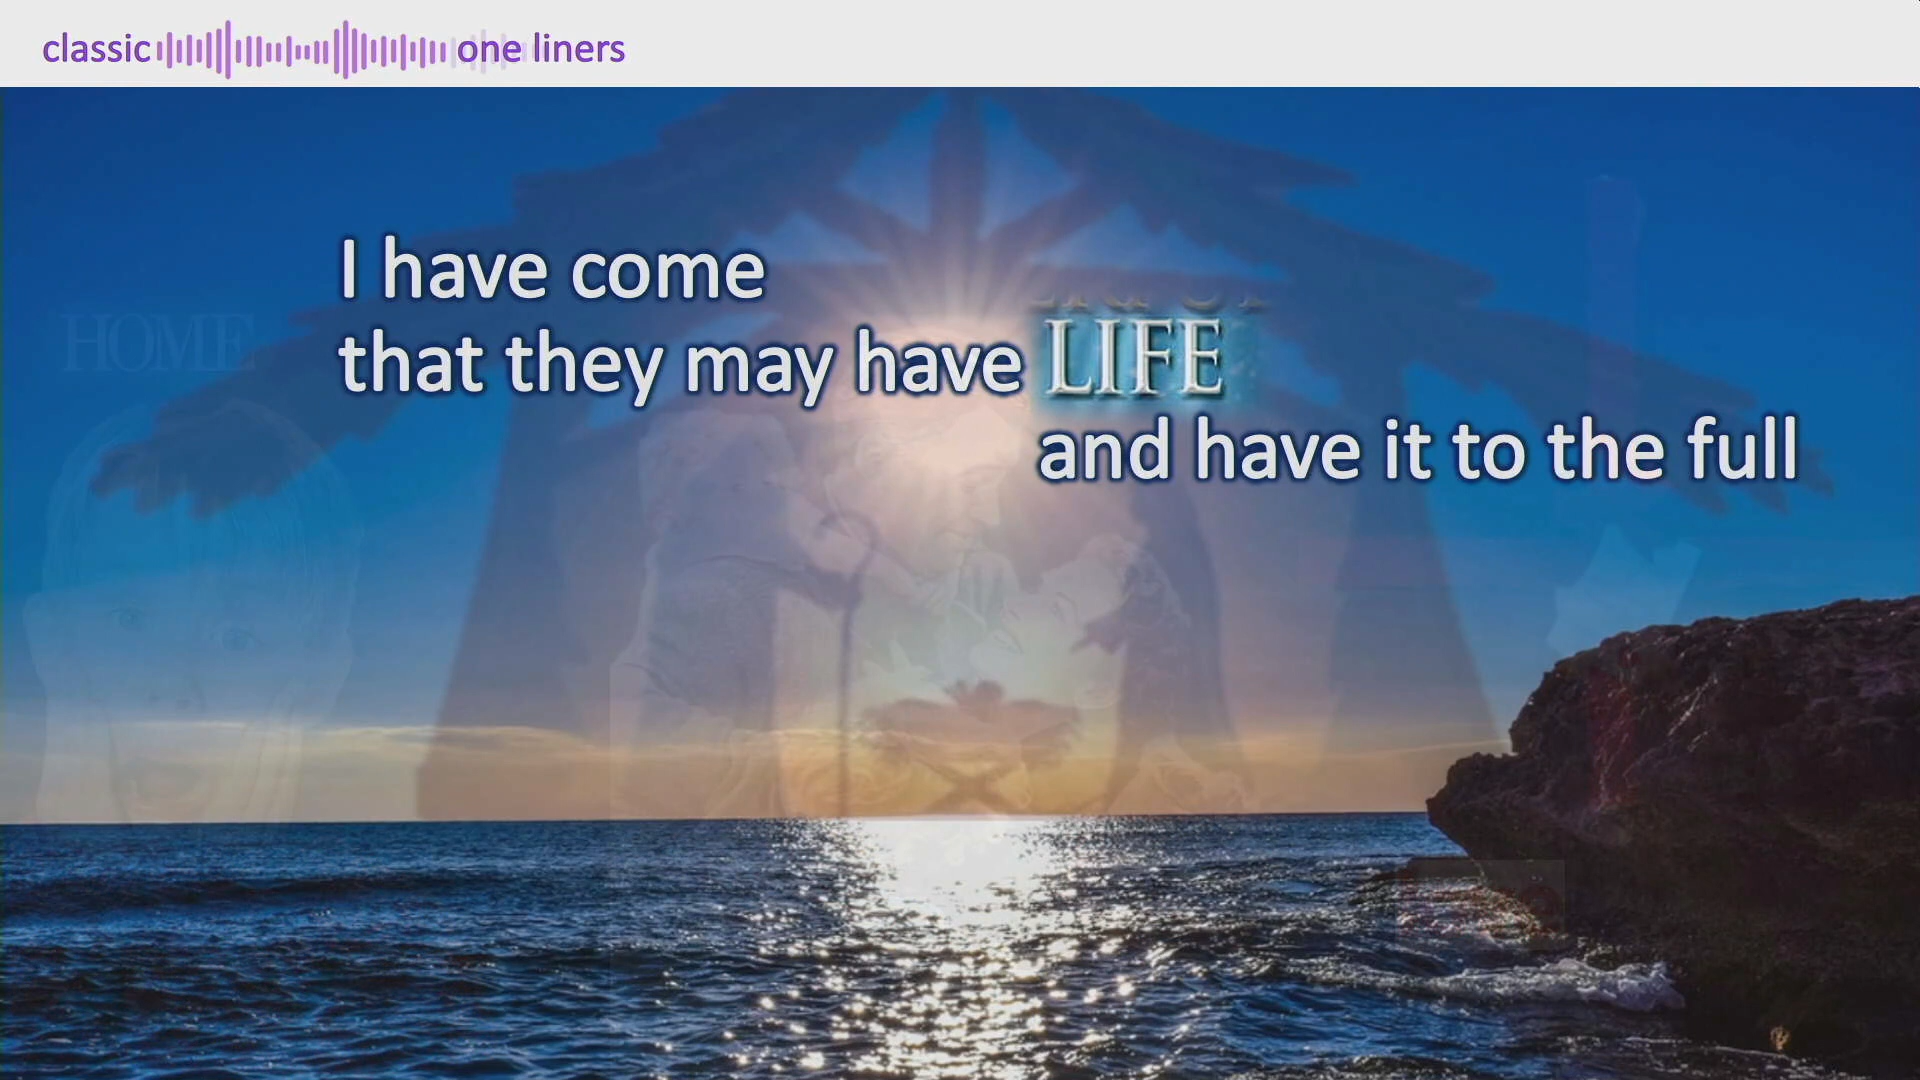 classic one liners
I have come
that they may have LIFE
and have it to the full
HOME